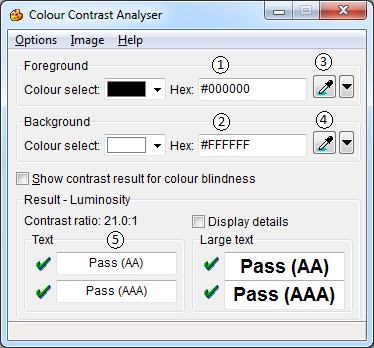 Colour Contrast Analyser
Options Image Help
Foreground ① ③
Colour select: Hex: #000000
Background ② ④
Colour select: Hex: #FFFFFF
Show contrast result for colour blindness
Result - Luminosity
Contrast ratio: 21.0:1 Display details
Text ⑤ Large text
Pass (AA) Pass (AA)
Pass (AAA) Pass (AAA)